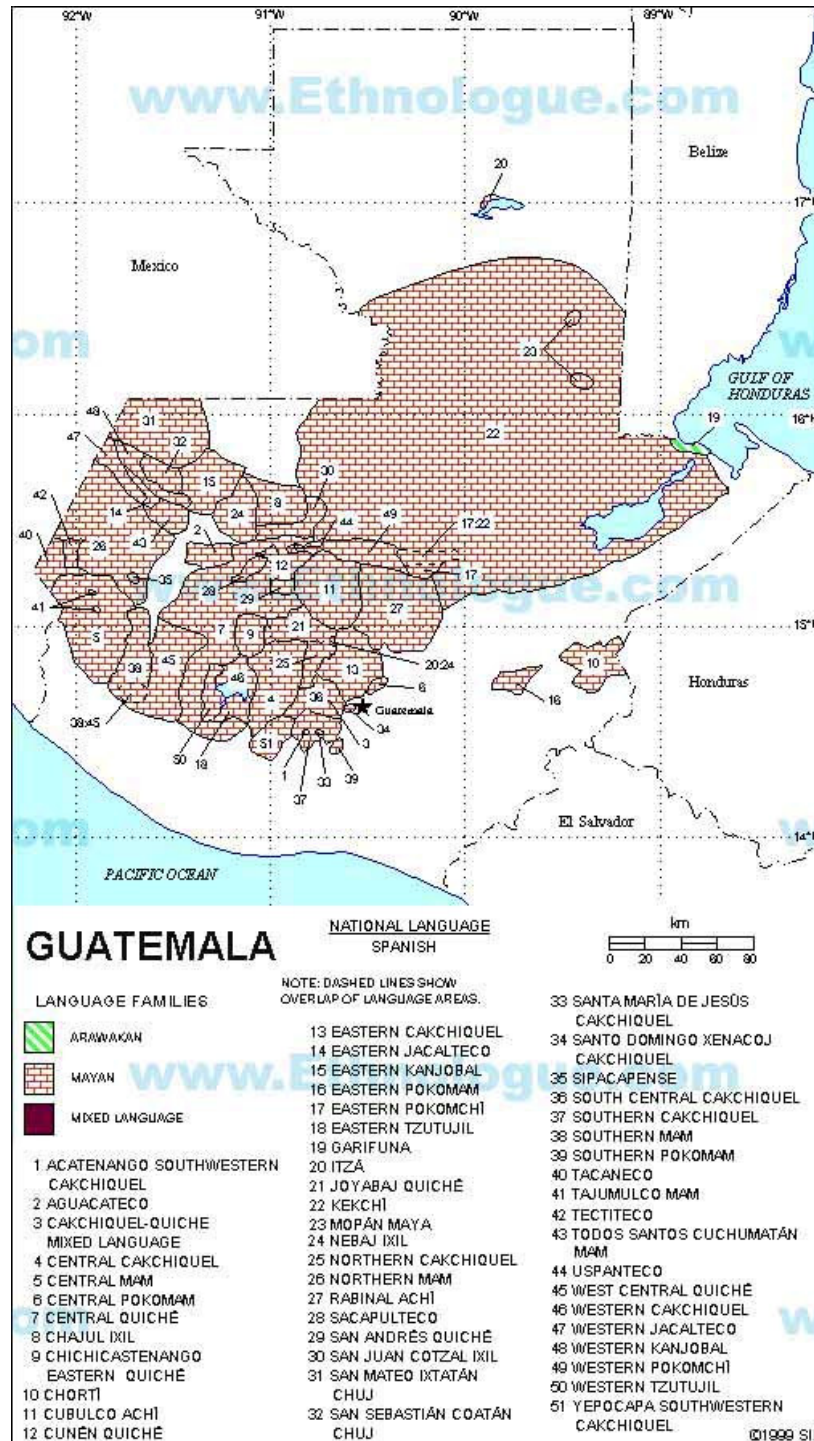 92°W
91°W
90°W
89°W
www.Ethnologue.com
Belize
20
17°
Mexico
23
GULF OF
HONDURAS
om
w
31
19
16°
48
32
22
47
15
30
8
14
24
44
49
42
43
2
17:22
40
26
12
35
www.Ethnologue.com
28
17
11
41
29
27
7
21
5
9
15°
20:24
10
38
45
25
13
46
6
Honduras
16
4
36
Guatemala
38:45
34
51
3
50
18
1
33
39
37
om
El Salvador
w
14°
PACIFIC OCEAN
GUATEMALA
NATIONAL LANGUAGE
SPANISH
km
0 20 40 60 80
NOTE: DASHED LINES SHOW
OVERLAP OF LANGUAGE AREAS.
LANGUAGE FAMILIES
ARAWAKAN
MAYAN
MIXED LANGUAGE
www.Ethnologue.com
1 ACATENANGO SOUTHWESTERN
CAKCHIQUEL
2 AGUACATECO
3 CAKCHIQUEL-QUICHE
MIXED LANGUAGE
4 CENTRAL CAKCHIQUEL
5 CENTRAL MAM
6 CENTRAL POKOMAM
7 CENTRAL QUICHÉ
8 CHAJUL IXIL
9 CHICHICASTENANGO
EASTERN QUICHÉ
10 CHORTÍ
11 CUBULCO ACHÍ
12 CUNÉN QUICHÉ
13 EASTERN CAKCHIQUEL
14 EASTERN JACALTECO
15 EASTERN KANJOBAL
16 EASTERN POKOMAM
17 EASTERN POKOMCHÍ
18 EASTERN TZUTUJIL
19 GARIFUNA
20 ITZÁ
21 JOYABAJ QUICHÉ
22 KEKCHÍ
23 MOPÁN MAYA
24 NEBAJ IXIL
25 NORTHERN CAKCHIQUEL
26 NORTHERN MAM
27 RABINAL ACHÍ
28 SACAPULTECO
29 SAN ANDRÉS QUICHÉ
30 SAN JUAN COTZAL IXIL
31 SAN MATEO IXTATÁN
CHUJ
32 SAN SEBASTIÁN COATÁN
CHUJ
33 SANTA MARÍA DE JESÚS
CAKCHIQUEL
34 SANTO DOMINGO XENACOJ
CAKCHIQUEL
35 SIPACAPENSE
36 SOUTH CENTRAL CAKCHIQUEL
37 SOUTHERN CAKCHIQUEL
38 SOUTHERN MAM
39 SOUTHERN POKOMAM
40 TACANECO
41 TAJUMULCO MAM
42 TECTITECO
43 TODOS SANTOS CUCHUMATÁN
MAM
44 USPANTECO
45 WEST CENTRAL QUICHÉ
46 WESTERN CAKCHIQUEL
47 WESTERN JACALTECO
48 WESTERN KANJOBAL
49 WESTERN POKOMCHÍ
50 WESTERN TZUTUJIL
51 YEPOCAPA SOUTHWESTERN
CAKCHIQUEL
om
w
©1999 SI